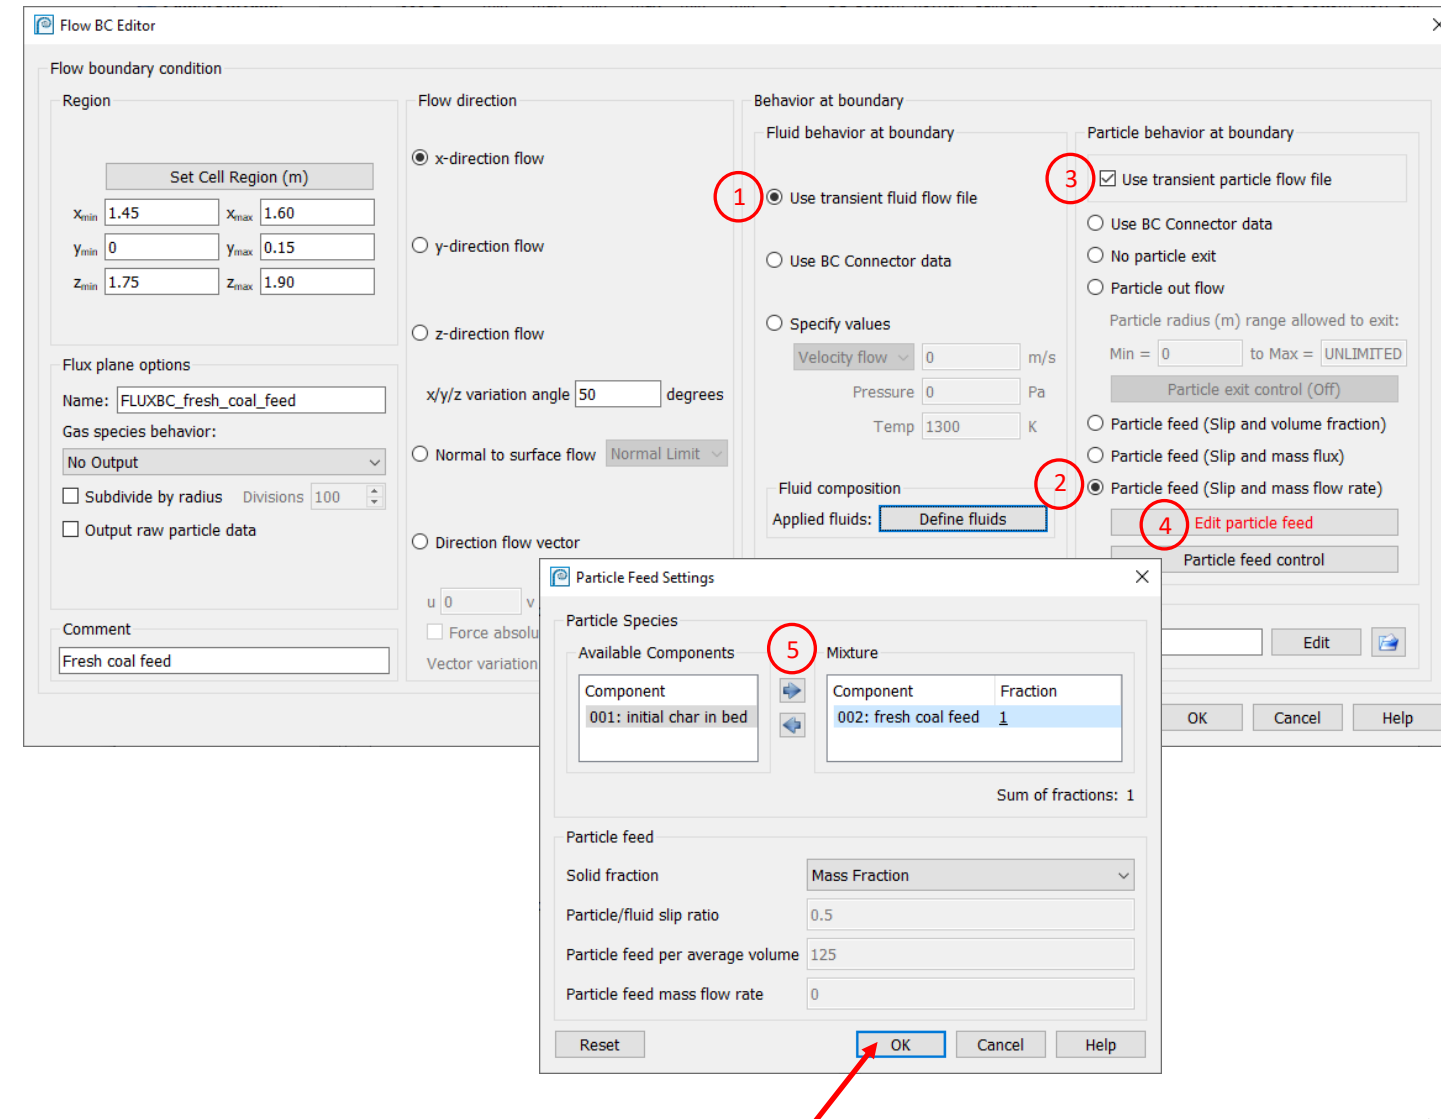 Flow BC Editor
Flow boundary condition
Region
Set Cell Region (m)
xmin 1.45 xmax 1.60
ymin 0 ymax 0.15
zmin 1.75 zmax 1.90
Flux plane options
Name: FLUXBC_fresh_coal_feed
Gas species behavior:
No Output
Subdivide by radius Divisions 100
Output raw particle data
Comment
Fresh coal feed
Flow direction
x-direction flow
y-direction flow
z-direction flow
x/y/z variation angle 50 degrees
Normal to surface flow Normal Limit
Direction flow vector
u 0 v
Force absolu
Vector variation
Behavior at boundary
Fluid behavior at boundary
1 Use transient fluid flow file
Use BC Connector data
Specify values
Velocity flow 0 m/s
Pressure 0 Pa
Temp 1300 K
Fluid composition
Applied fluids: Define fluids
Particle behavior at boundary
3 Use transient particle flow file
Use BC Connector data
No particle exit
Particle out flow
Particle radius (m) range allowed to exit:
Min = 0 to Max = UNLIMITED
Particle exit control (Off)
Particle feed (Slip and volume fraction)
Particle feed (Slip and mass flux)
2 Particle feed (Slip and mass flow rate)
4 Edit particle feed
Particle feed control
Edit
OK Cancel Help
Particle Feed Settings
Particle Species
Available Components
Component
001: initial char in bed
5
Mixture
Component Fraction
002: fresh coal feed 1
Sum of fractions: 1
Particle feed
Solid fraction Mass Fraction
Particle/fluid slip ratio 0.5
Particle feed per average volume 125
Particle feed mass flow rate 0
Reset OK Cancel Help